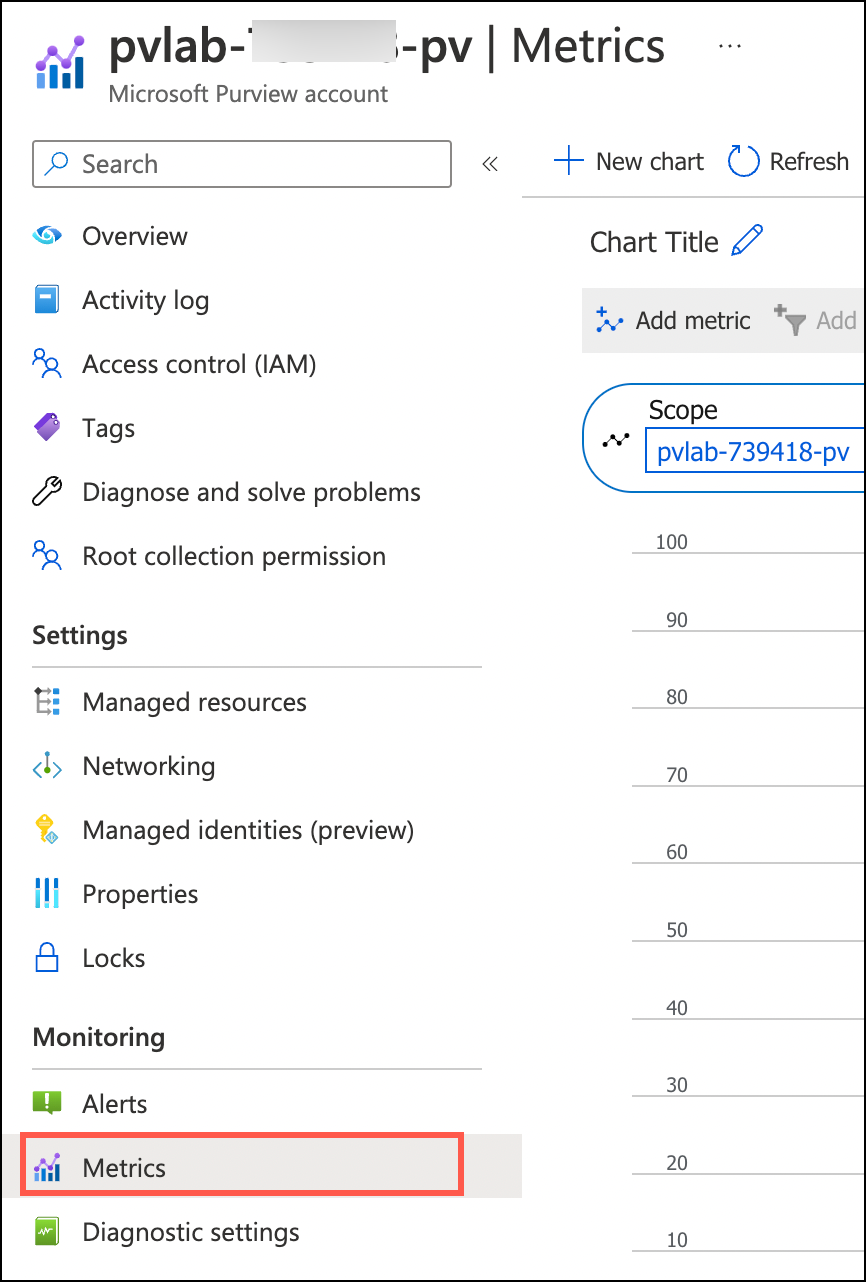 pvlab- -pv | Metrics ...
Microsoft Purview account
Search «
New chart Refresh
Overview
Chart Title
Activity log
Add metric Add
Access control (IAM)
Scope
Tags
pvlab-739418-pv
Diagnose and solve problems
Root collection permission
Settings
Managed resources
Networking
Managed identities (preview)
Properties
Locks
Monitoring
Alerts
Metrics
Diagnostic settings
100
90
80
70
60
50
40
30
20
10